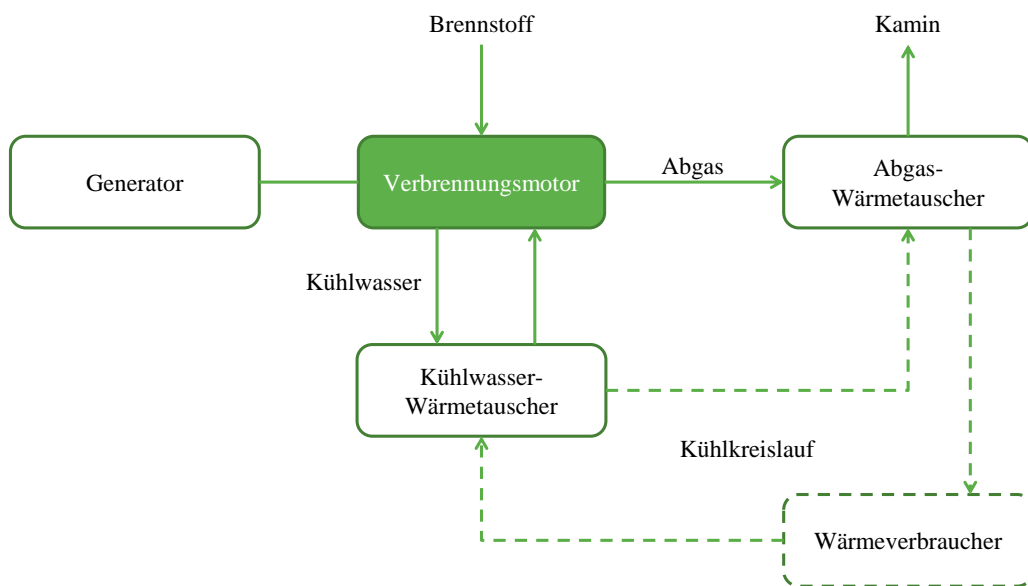 Brennstoff
Kamin
Generator
Verbrennungsmotor
Abgas
Abgas-
Wärmetauscher
Kühlwasser
Kühlwasser-
Wärmetauscher
Kühlkreislauf
Wärmeverbraucher